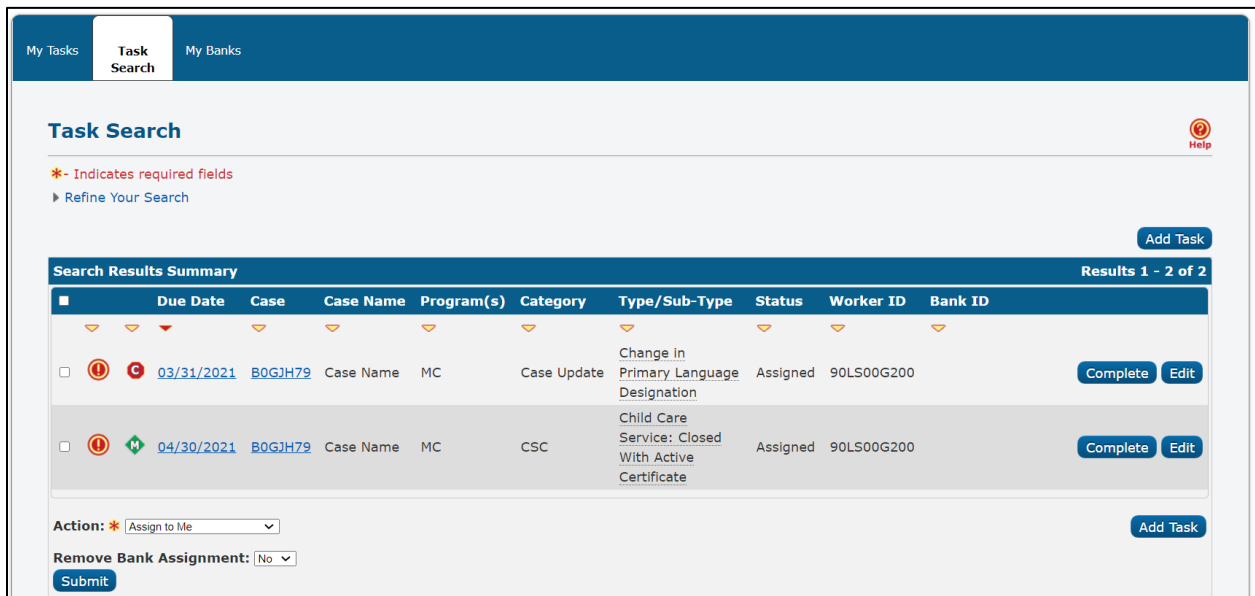 My Tasks
Task
Search
My Banks
Task Search
Help
*- Indicates required fields
Refine Your Search
Add Task
Search Results Summary Results 1 - 2 of 2
Due Date Case Case Name Program(s) Category Type/Sub-Type Status Worker ID Bank ID
C 03/31/2021 B0GJH79 Case Name MC Case Update Change in
Primary Language
Designation
Assigned 90LS00G200 Complete Edit
M 04/30/2021 B0GJH79 Case Name MC CSC Child Care
Service: Closed
With Active
Certificate
Assigned 90LS00G200 Complete Edit
Action: * Assign to Me Add Task
Remove Bank Assignment: No
Submit